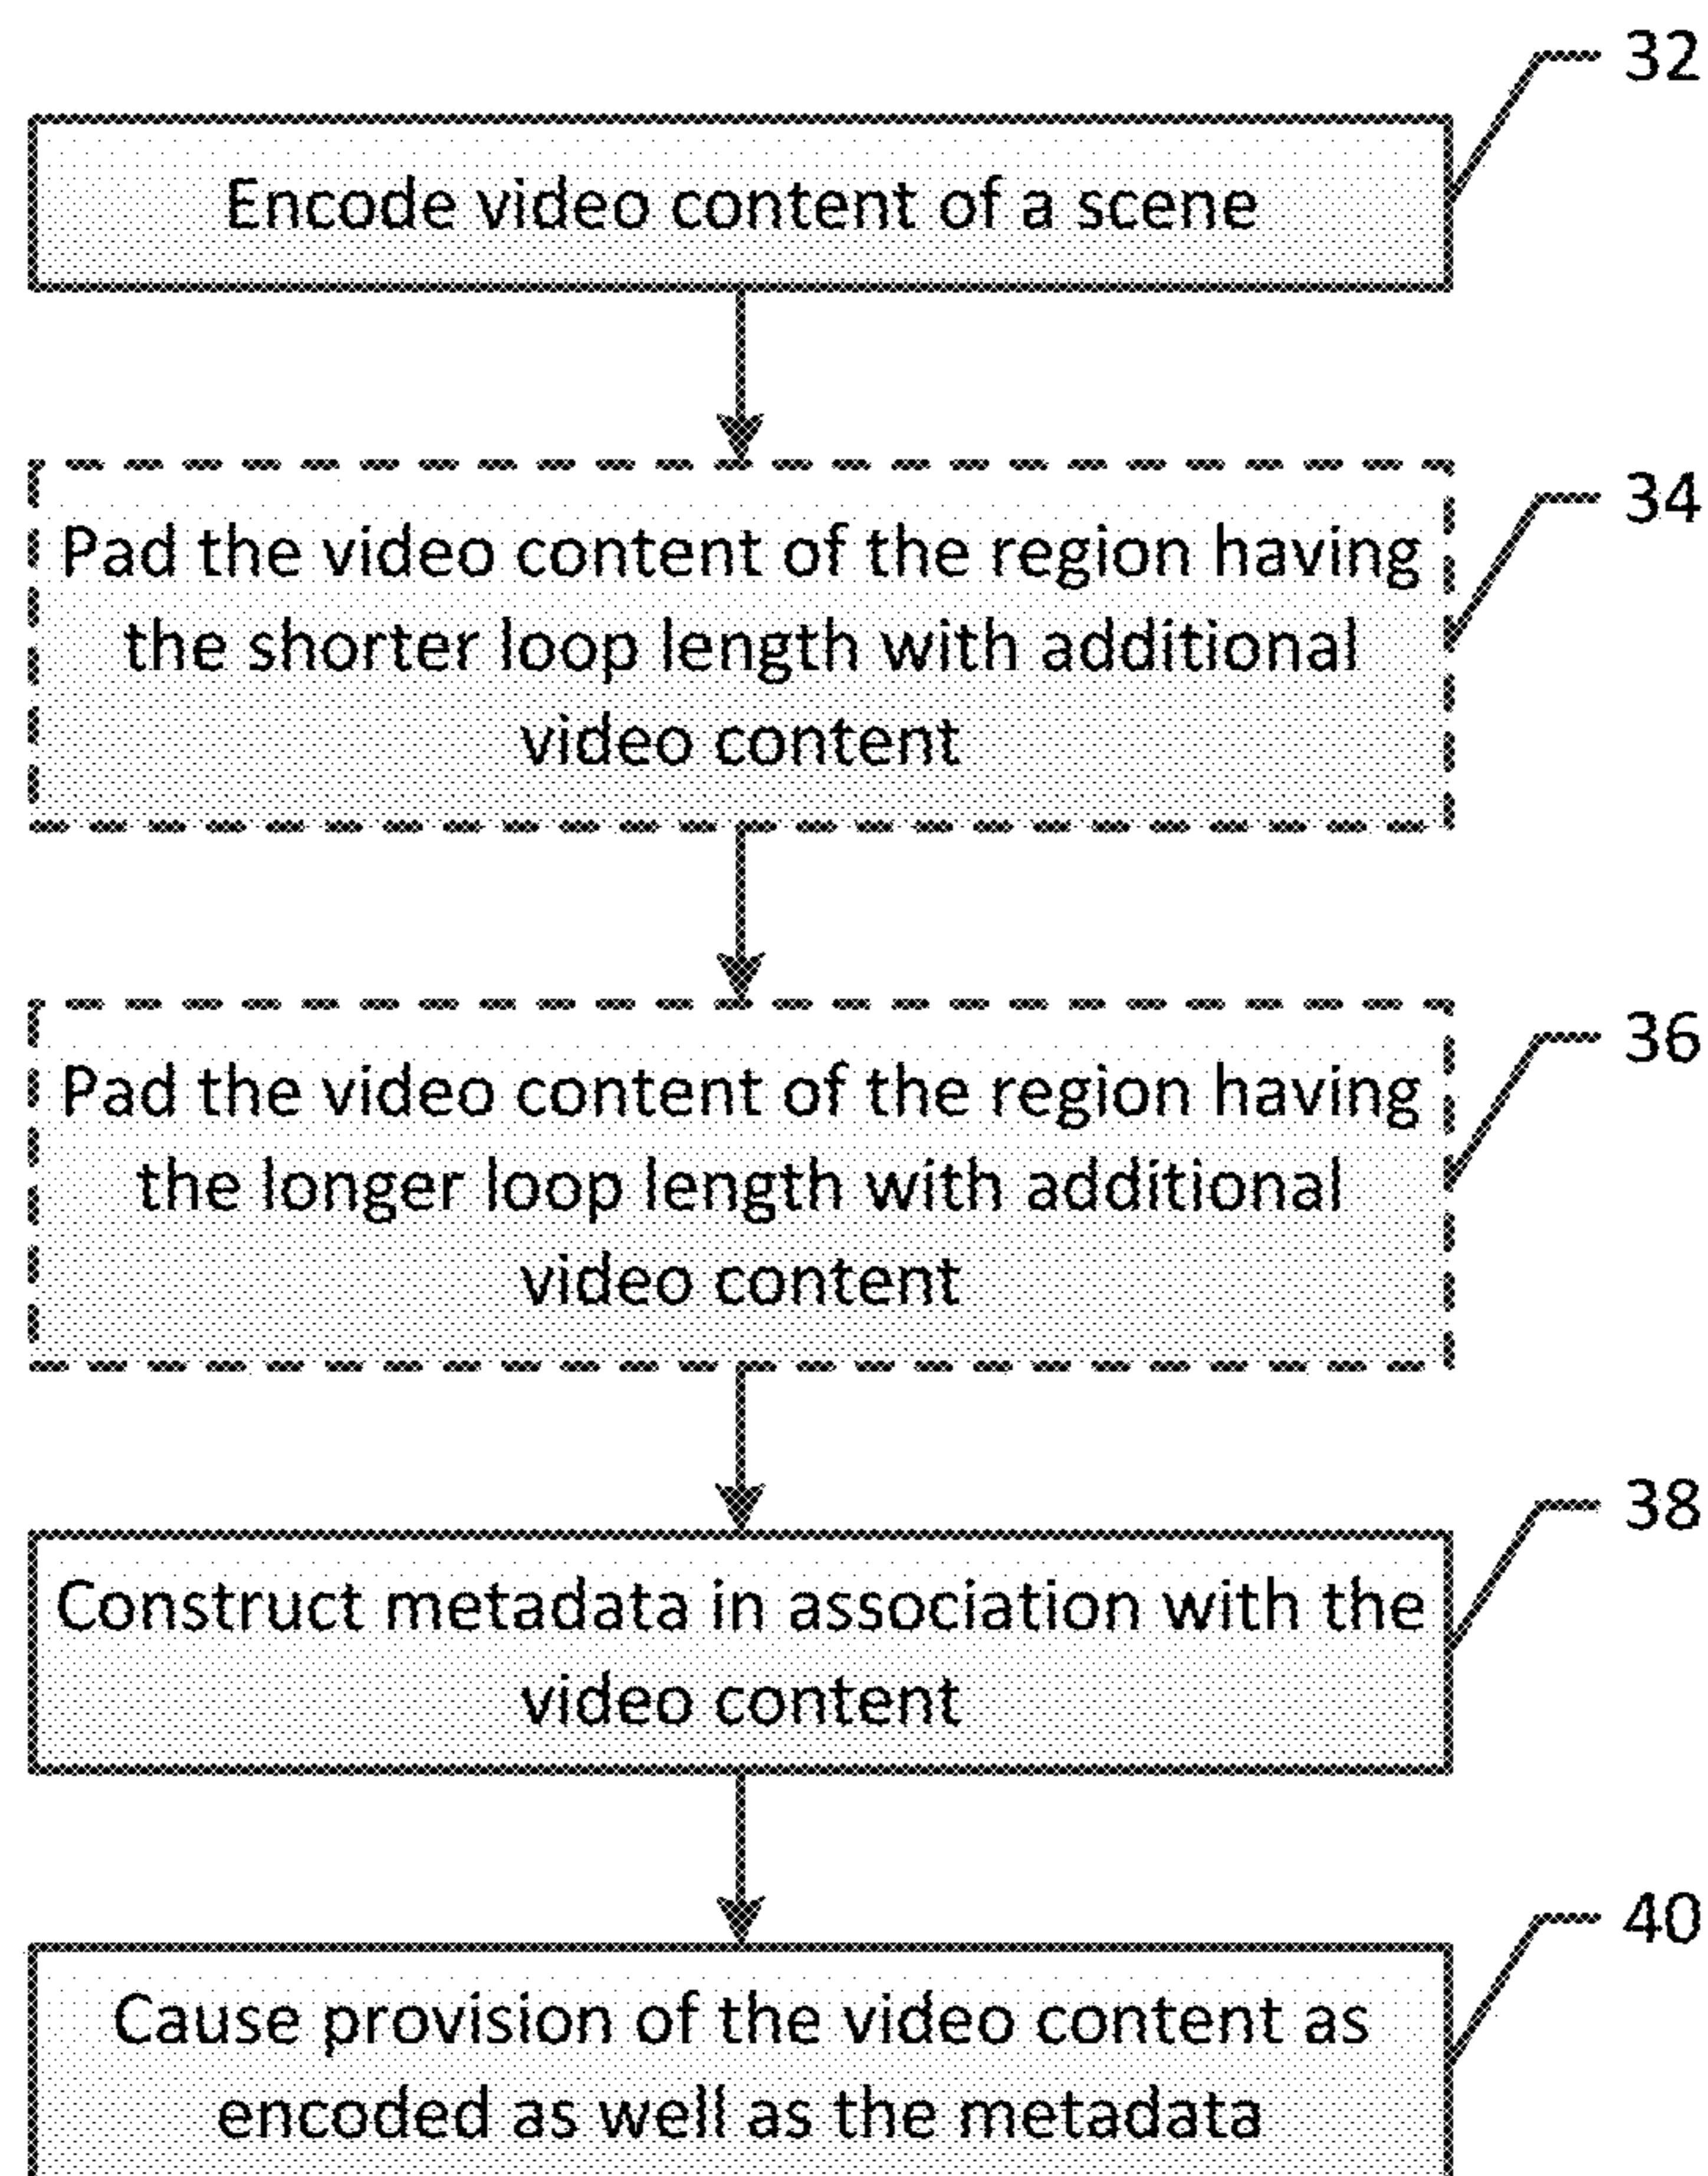 32
Encode video content of a scene
34
Pad the video content of the region having
the shorter loop length with additional
video content
36
Pad the video content of the region having
the longer loop length with additional
video content
38
Construct metadata in association with the
video content
40
Cause provision of the video content as
encoded as well as the metadata